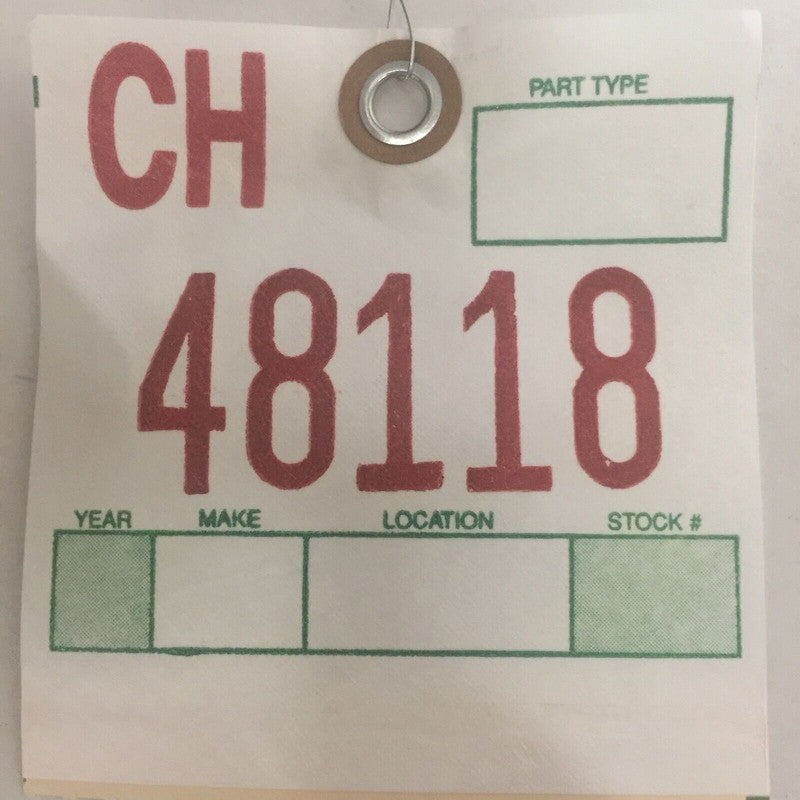 CH
PART TYPE
48118
YEAR MAKE LOCATION STOCK #